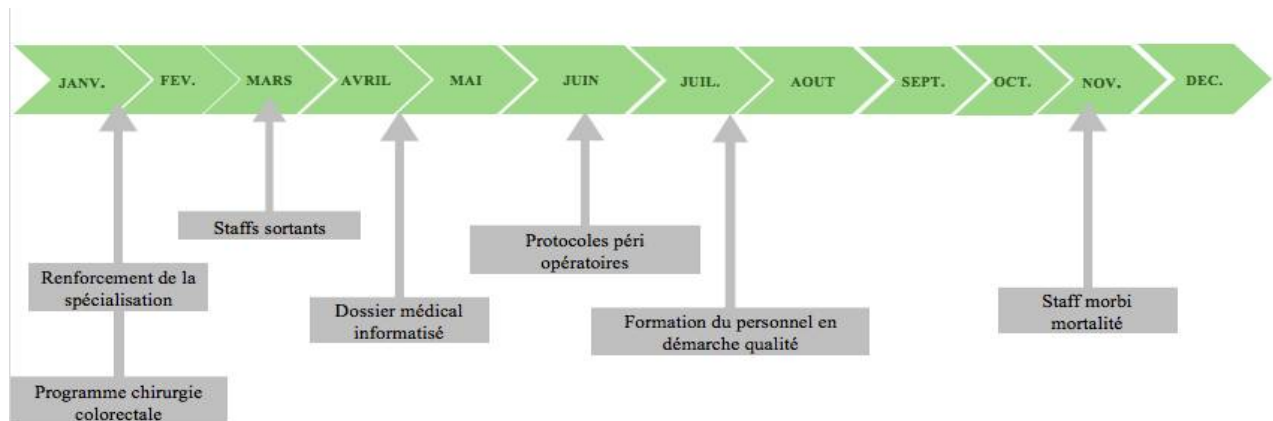 JANV.
FEV.
MARS
AVRIL
MAI
JUIN
JUIL.
AOUT
SEPT.
OCT.
NOV.
DEC.
Staffs sortants
Protocoles péri
opératoires
Renforcement de la
spécialisation
Dossier médical
informatisé
Formation du personnel en
démarche qualité
Staff morbi
mortalité
Programme chirurgie
colorectale